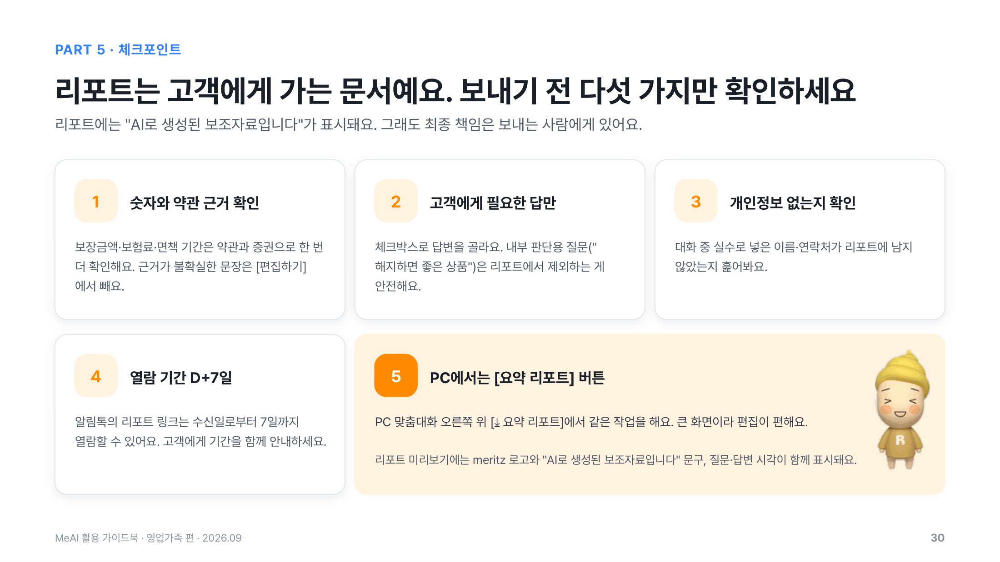 PART 5 · 체크포인트
리포트는 고객에게 가는 문서예요. 보내기 전 다섯 가지만 확인하세요
리포트에는 "AI로 생성된 보조자료입니다"가 표시돼요. 그래도 최종 책임은 보내는 사람에게 있어요.
1
숫자와 약관 근거 확인
보장금액·보험료·면책 기간은 약관과 증권으로 한 번
더 확인해요. 근거가 불확실한 문장은 [편집하기]
에서 빼요.
2
고객에게 필요한 답만
체크박스로 답변을 골라요. 내부 판단용 질문("
해지하면 좋은 상품")은 리포트에서 제외하는 게
안전해요.
3
개인정보 없는지 확인
대화 중 실수로 넣은 이름·연락처가 리포트에 남지
않았는지 훑어봐요.
4
열람 기간 D+7일
알림톡의 리포트 링크는 수신일로부터 7일까지
열람할 수 있어요. 고객에게 기간을 함께 안내하세요.
5
PC에서는 [요약 리포트] 버튼
PC 맞춤대화 오른쪽 위 [⤓ 요약 리포트]에서 같은 작업을 해요. 큰 화면이라 편집이 편해요.
리포트 미리보기에는 meritz 로고와 "AI로 생성된 보조자료입니다" 문구, 질문·답변 시각이 함께 표시돼요.
R
MeAI 활용 가이드북 · 영업가족 편 · 2026.09
30